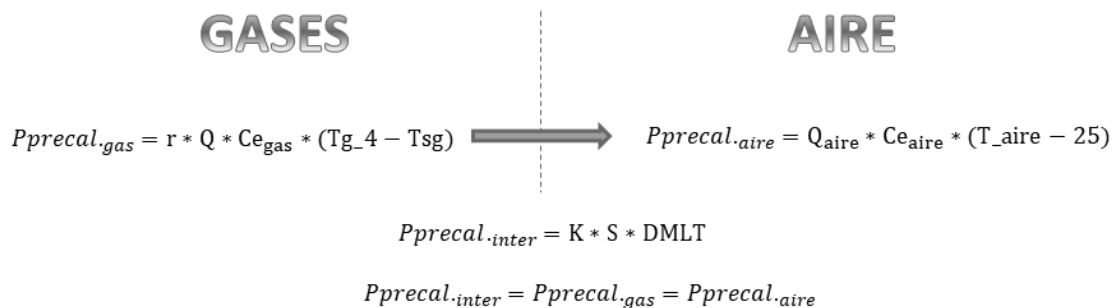 GASES AIRE
Pprecal.gas = r * Q * Cegas * (Tg_4 − Tsg) Pprecal.aire = Qaire * Ceaire * (T_aire − 25)
Pprecal.inter = K * S * DMLT
Pprecal.inter = Pprecal.gas = Pprecal.aire